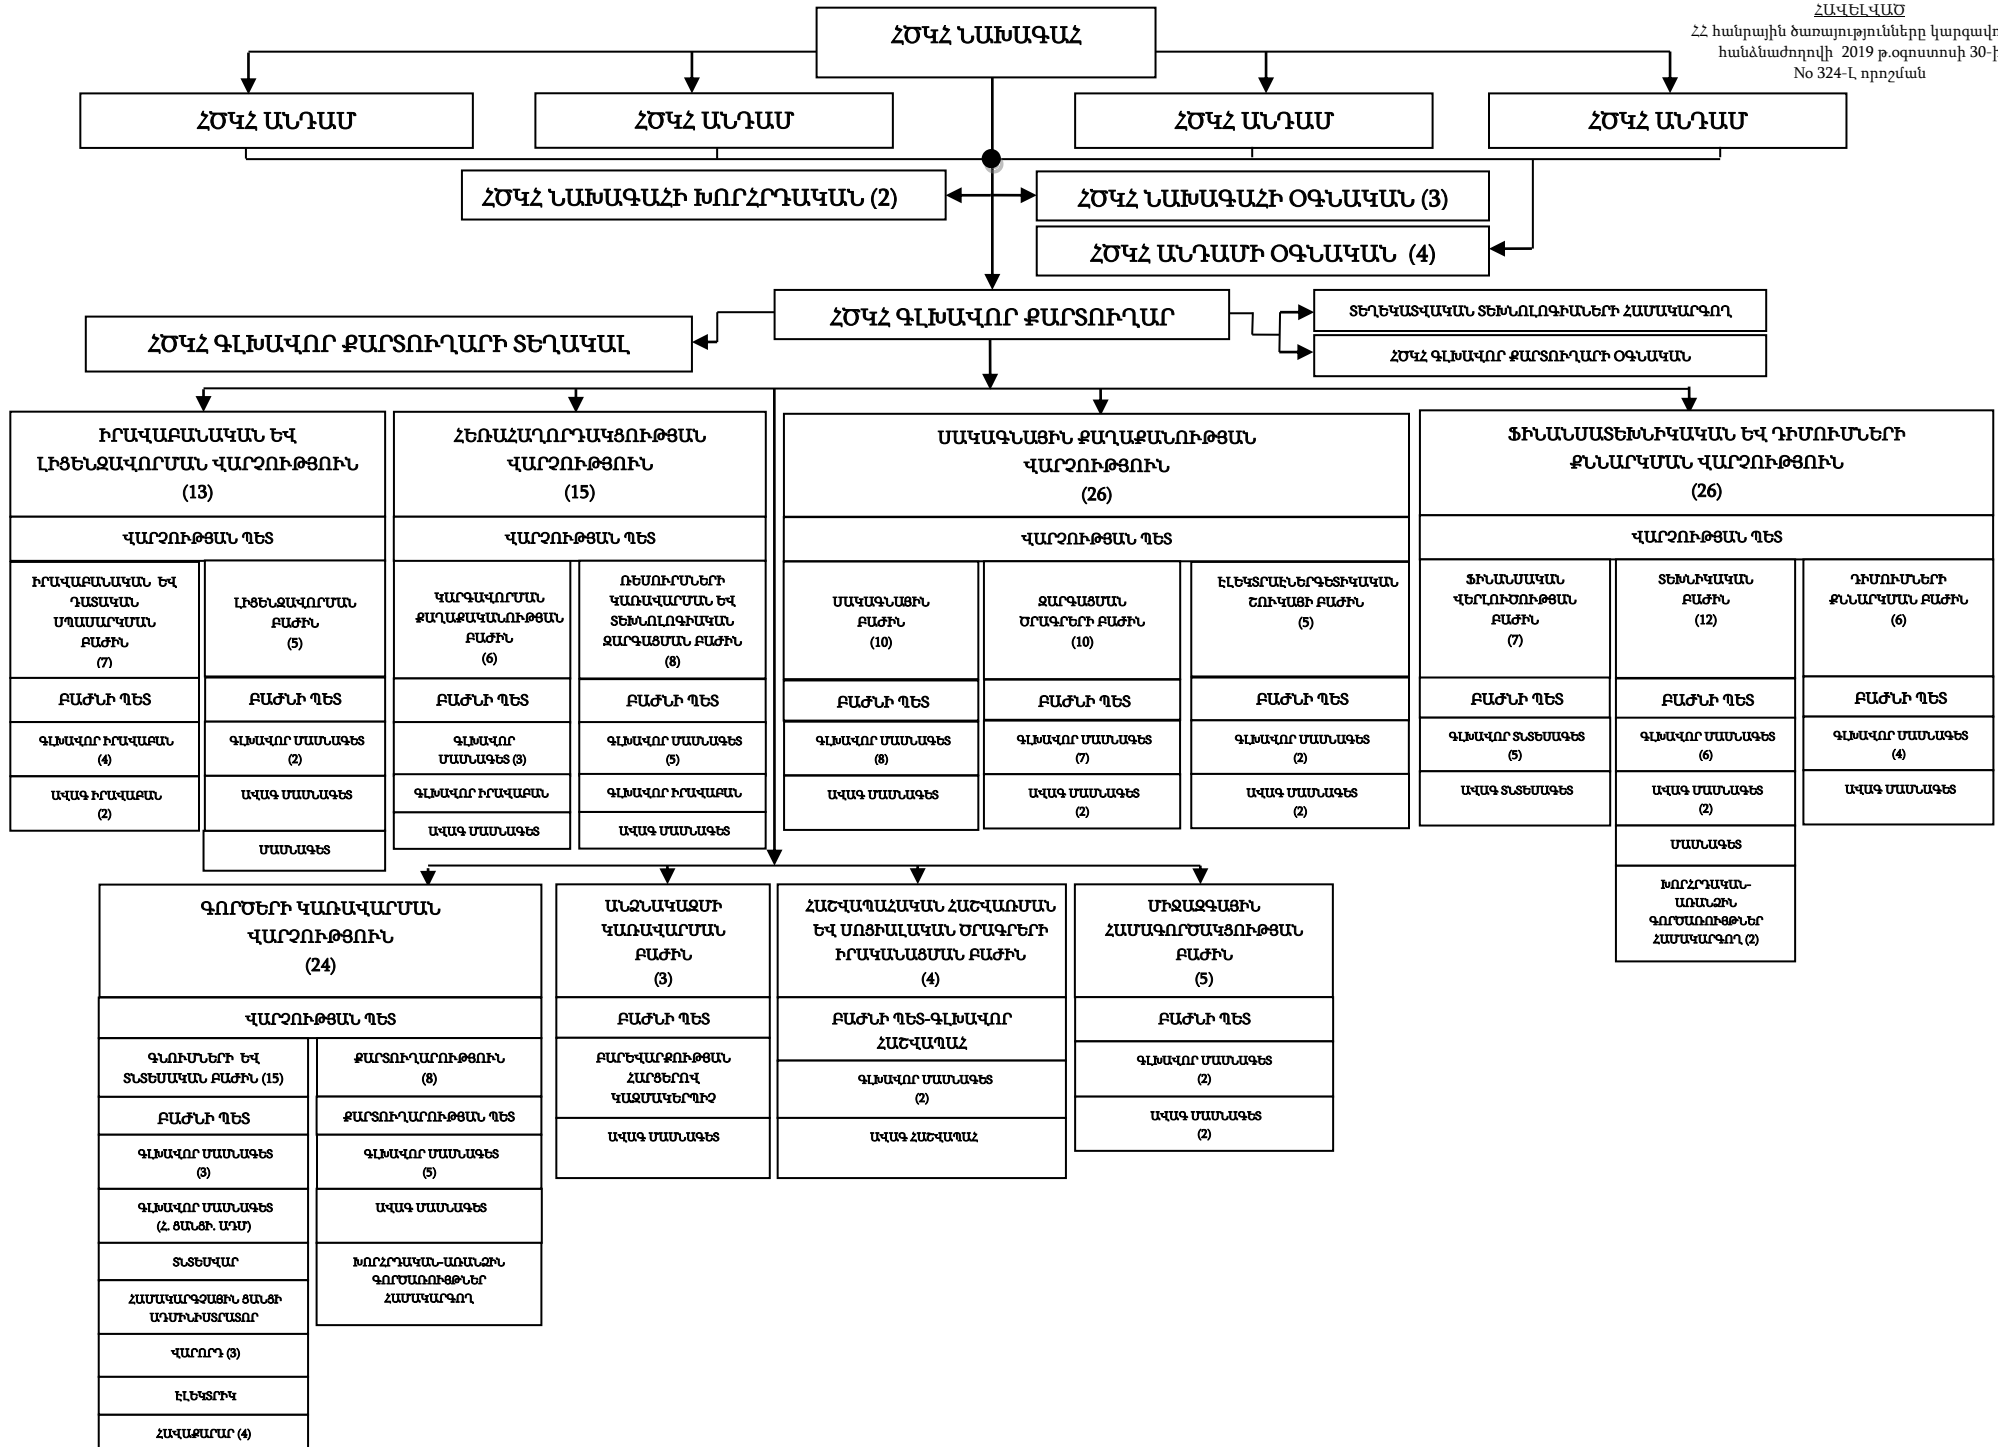 ՀԱՎԵԼՎԱԾ
ՀՀ հանրային ծառայությունները
հանձնաժողովի 2019 թ.օգոստոսի
No 324-Լ որոշման
ՀԾԿՀ ՆԱԽԱԳԱՀ
ՀԾԿՀ ԱՆԴԱՄ
ՀԾԿՀ ԱՆԴԱՄ
ՀԾԿՀ ԱՆԴԱՄ
ՀԾԿՀ ԱՆԴԱՄ
ՀԾԿՀ ՆԱԽԱԳԱՀԻ ԽՈՐՀՐԴԱԿԱՆ (2)
ՀԾԿՀ ՆԱԽԱԳԱՀԻ ՕԳՆԱԿԱՆ (3)
ՀԾԿՀ ԱՆԴԱՄԻ ՕԳՆԱԿԱՆ (4)
ՀԾԿՀ ԳԼԽԱՎՈՐ ՔԱՐՏՈՒՂԱՐ
ՀԾԿՀ ԳԼԽԱՎՈՐ ՔԱՐՏՈՒՂԱՐԻ ՏԵՂԱԿԱԼ
ՏԵՂԵԿԱՏՎԱԿԱՆ ՏԵԽՆՈԼՈԳԻԱՆԵՐԻ ՀԱՄԱԿԱՐԳՈՂ
ՀԾԿՀ ԳԼԽԱՎՈՐ ՔԱՐՏՈՒՂԱՐԻ ՕԳՆԱԿԱՆ
ԻՐԱՎԱԲԱՆԱԿԱՆ ԵՎ
ԼԻՑԵՆԶԱՎՈՐՄԱՆ ՎԱՐՉՈՒԹՅՈՒՆ
(13)
ՎԱՐՉՈՒԹՅԱՆ ՊԵՏ
ԻՐԱՎԱԲԱՆԱԿԱՆ ԵՎ
ԴԱՏԱԿԱՆ
ՍՊԱՍԱՐԿՄԱՆ
ԲԱԺԻՆ
(7)
ԲԱԺՆԻ ՊԵՏ
ԳԼԽԱՎՈՐ ԻՐԱՎԱԲԱՆ
(4)
ԱՎԱԳ ԻՐԱՎԱԲԱՆ
(2)
ԼԻՑԵՆԶԱՎՈՐՄԱՆ
ԲԱԺԻՆ
(5)
ԲԱԺՆԻ ՊԵՏ
ԳԼԽԱՎՈՐ ՄԱՍՆԱԳԵՏ
(2)
ԱՎԱԳ ՄԱՍՆԱԳԵՏ
ՄԱՍՆԱԳԵՏ
ՀԵՌԱՀԱՂՈՐԴԱԿՑՈՒԹՅԱՆ
ՎԱՐՉՈՒԹՅՈՒՆ
(15)
ՎԱՐՉՈՒԹՅԱՆ ՊԵՏ
ԿԱՐԳԱՎՈՐՄԱՆ
ՔԱՂԱՔԱԿԱՆՈՒԹՅԱՆ
ԲԱԺԻՆ
(6)
ԲԱԺՆԻ ՊԵՏ
ԳԼԽԱՎՈՐ
ՄԱՍՆԱԳԵՏ (3)
ԳԼԽԱՎՈՐ ԻՐԱՎԱԲԱՆ
ԱՎԱԳ ՄԱՍՆԱԳԵՏ
ՌԵՍՈՒՐՍՆԵՐԻ
ԿԱՌԱՎԱՐՄԱՆ ԵՎ
ՏԵԽՆՈԼՈԳԻԱԿԱՆ
ԶԱՐԳԱՑՄԱՆ ԲԱԺԻՆ
(8)
ԲԱԺՆԻ ՊԵՏ
ԳԼԽԱՎՈՐ ՄԱՍՆԱԳԵՏ
(5)
ԳԼԽԱՎՈՐ ԻՐԱՎԱԲԱՆ
ԱՎԱԳ ՄԱՍՆԱԳԵՏ
ՍԱԿԱԳՆԱՅԻՆ ՔԱՂԱՔԱՆՈՒԹՅԱՆ
ՎԱՐՉՈՒԹՅՈՒՆ
(26)
ՎԱՐՉՈՒԹՅԱՆ ՊԵՏ
ՍԱԿԱԳՆԱՅԻՆ
ԲԱԺԻՆ
(10)
ԲԱԺՆԻ ՊԵՏ
ԳԼԽԱՎՈՐ ՄԱՍՆԱԳԵՏ
(8)
ԱՎԱԳ ՄԱՍՆԱԳԵՏ
ԶԱՐԳԱՑՄԱՆ
ԾՐԱԳՐԵՐԻ ԲԱԺԻՆ
(10)
ԲԱԺՆԻ ՊԵՏ
ԳԼԽԱՎՈՐ ՄԱՍՆԱԳԵՏ
(7)
ԱՎԱԳ ՄԱՍՆԱԳԵՏ
(2)
ԷԼԵԿՏՐԱԷՆԵՐԳԵՏԻԿԱԿԱՆ
ՇՈՒԿԱՅԻ ԲԱԺԻՆ
(5)
ԲԱԺՆԻ ՊԵՏ
ԳԼԽԱՎՈՐ ՄԱՍՆԱԳԵՏ
(2)
ԱՎԱԳ ՄԱՍՆԱԳԵՏ
(2)
ՖԻՆԱՆՍԱՏԵԽՆԻԿԱԿԱՆ ԵՎ ԴԻՄՈՒՄՆԵՐԻ
ՔՆՆԱՐԿՄԱՆ ՎԱՐՉՈՒԹՅՈՒՆ
(26)
ՎԱՐՉՈՒԹՅԱՆ ՊԵՏ
ՖԻՆԱՆՍԱԿԱՆ
ՎԵՐԼՈՒԾՈՒԹՅԱՆ
ԲԱԺԻՆ
(7)
ԲԱԺՆԻ ՊԵՏ
ԳԼԽԱՎՈՐ ՏՆՏԵՍԱԳԵՏ
(5)
ԱՎԱԳ ՏՆՏԵՍԱԳԵՏ
ՏԵԽՆԻԿԱԿԱՆ
ԲԱԺԻՆ
(12)
ԲԱԺՆԻ ՊԵՏ
ԳԼԽԱՎՈՐ ՄԱՍՆԱԳԵՏ
(6)
ԱՎԱԳ ՄԱՍՆԱԳԵՏ
(2)
ՄԱՍՆԱԳԵՏ
ԽՈՐՀՐԴԱԿԱՆ-
ԱՌԱՆՁԻՆ
ԳՈՐԾԱՌՈՒՅԹՆԵՐ
ՀԱՄԱԿԱՐԳՈՂ (2)
ԴԻՄՈՒՄՆԵՐԻ
ՔՆՆԱՐԿՄԱՆ ԲԱԺԻՆ
(6)
ԲԱԺՆԻ ՊԵՏ
ԳԼԽԱՎՈՐ ՄԱՍՆԱԳԵՏ
(4)
ԱՎԱԳ ՄԱՍՆԱԳԵՏ
ԳՈՐԾԵՐԻ ԿԱՌԱՎԱՐՄԱՆ
ՎԱՐՉՈՒԹՅՈՒՆ
(24)
ՎԱՐՉՈՒԹՅԱՆ ՊԵՏ
ԳՆՈՒՄՆԵՐԻ ԵՎ
ՏՆՏԵՍԱԿԱՆ ԲԱԺԻՆ (15)
ԲԱԺՆԻ ՊԵՏ
ԳԼԽԱՎՈՐ ՄԱՍՆԱԳԵՏ
(3)
ԳԼԽԱՎՈՐ ՄԱՍՆԱԳԵՏ
(Հ. ՑԱՆՑԻ. ԱԴՄ)
ՏՆՏԵՍՎԱՐ
ՀԱՄԱԿԱՐԳՉԱՅԻՆ ՑԱՆՑԻ
ԱԴՄԻՆԻՍՏՐԱՏՈՐ
ՎԱՐՈՐԴ (3)
ԷԼԵԿՏՐԻԿ
ՀԱՎԱՔԱՐԱՐ (4)
ՔԱՐՏՈՒՂԱՐՈՒԹՅՈՒՆ
(8)
ՔԱՐՏՈՒՂԱՐՈՒԹՅԱՆ ՊԵՏ
ԳԼԽԱՎՈՐ ՄԱՍՆԱԳԵՏ
(5)
ԱՎԱԳ ՄԱՍՆԱԳԵՏ
ԽՈՐՀՐԴԱԿԱՆ-ԱՌԱՆՁԻՆ
ԳՈՐԾԱՌՈՒՅԹՆԵՐ
ՀԱՄԱԿԱՐԳՈՂ
ԱՆՁՆԱԿԱԶՄԻ
ԿԱՌԱՎԱՐՄԱՆ
ԲԱԺԻՆ
(3)
ԲԱԺՆԻ ՊԵՏ
ԲԱՐԵՎԱՐՔՈՒԹՅԱՆ
ՀԱՐՑԵՐՈՎ
ԿԱԶՄԱԿԵՐՊԻՉ
ԱՎԱԳ ՄԱՍՆԱԳԵՏ
ՀԱՇՎԱՊԱՀԱԿԱՆ ՀԱՇՎԱՌՄԱՆ
ԵՎ ՍՈՑԻԱԼԱԿԱՆ ԾՐԱԳՐԵՐԻ
ԻՐԱԿԱՆԱՑՄԱՆ ԲԱԺԻՆ
(4)
ԲԱԺՆԻ ՊԵՏ-ԳԼԽԱՎՈՐ
ՀԱՇՎԱՊԱՀ
ԳԼԽԱՎՈՐ ՄԱՍՆԱԳԵՏ
(2)
ԱՎԱԳ ՀԱՇՎԱՊԱՀ
ՄԻՋԱԶԳԱՅԻՆ
ՀԱՄԱԳՈՐԾԱԿՑՈՒԹՅԱՆ
ԲԱԺԻՆ
(5)
ԲԱԺՆԻ ՊԵՏ
ԳԼԽԱՎՈՐ ՄԱՍՆԱԳԵՏ
(2)
ԱՎԱԳ ՄԱՍՆԱԳԵՏ
(2)